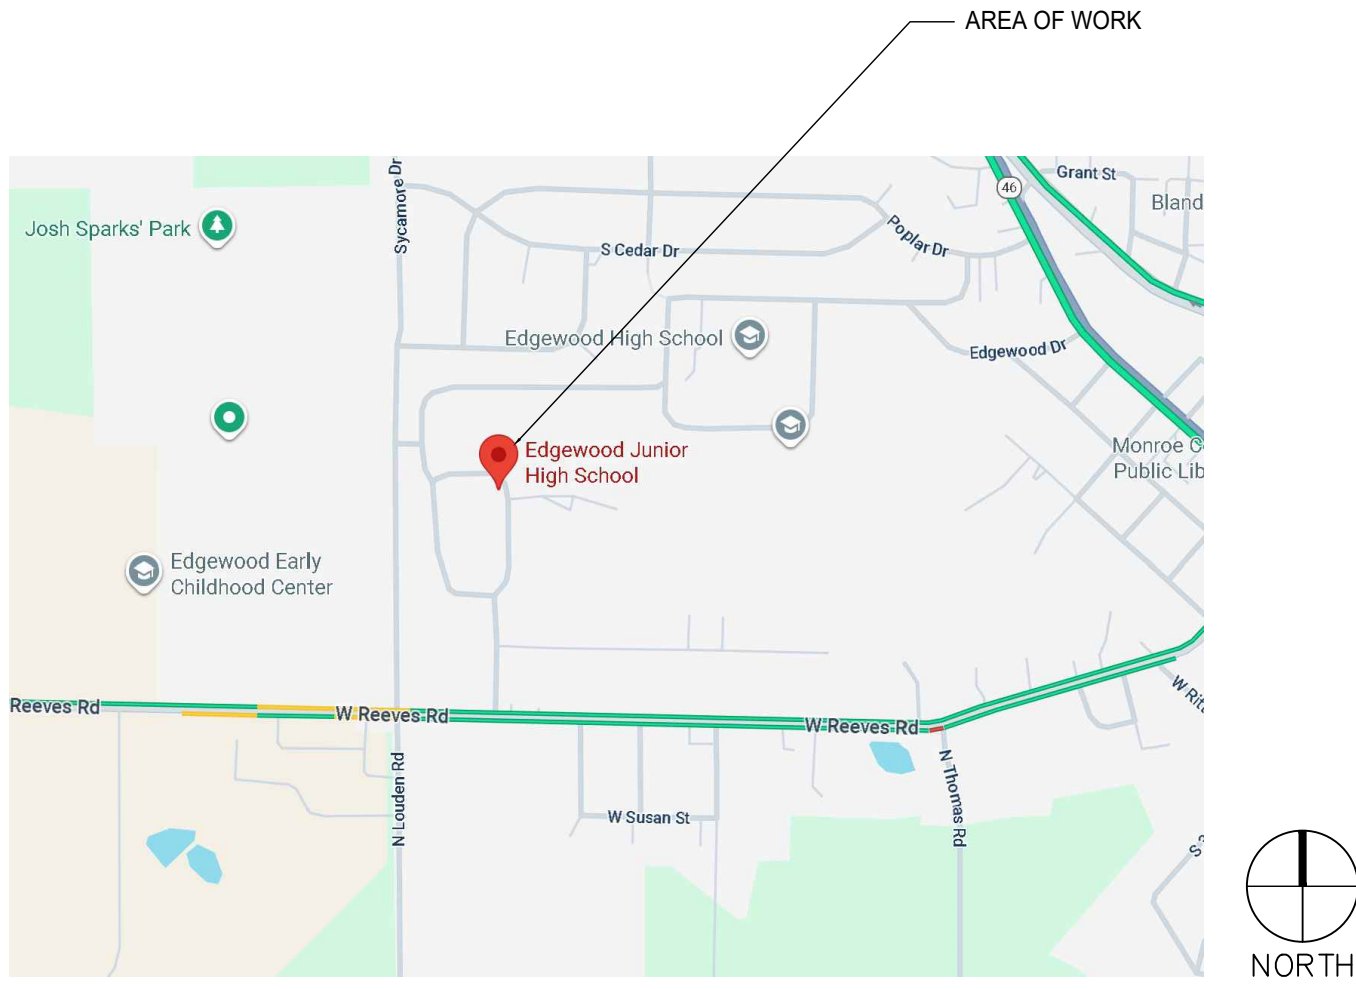 AREA OF WORK
Grant St
46
Bland
Sycamore Dr
Josh Sparks' Park
S Cedar Dr
Poplar Dr
Edgewood High School
Edgewood Dr
Edgewood Junior
High School
Monroe C
Public Lib
Edgewood Early
Childhood Center
W Ritt
Reeves Rd
W Reeves Rd
W Reeves Rd
N Louden Rd
N Thomas Rd
W Susan St
S
NORTH